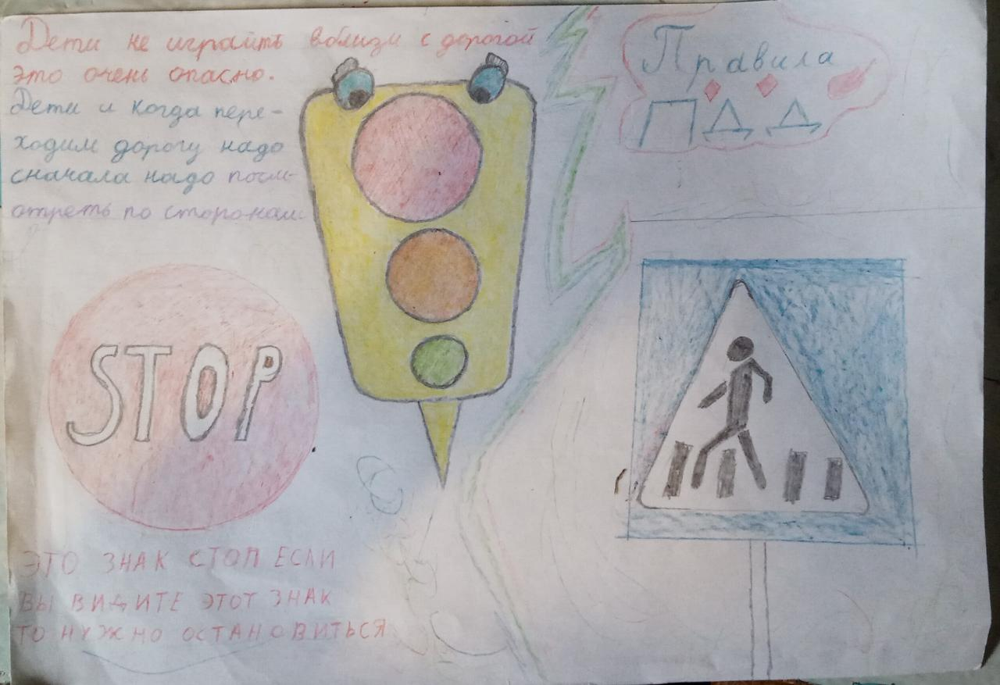 Дети не играйть вблизи с дорогой
это очень опасно.
Дети и когда пере-
ходим дорогу надо
сначала надо посм-
отреть по сторонам
Правила
ПДД
STOP
ЭТО ЗНАК СТОП ЕСЛИ
ВЫ ВИДИТЕ ЭТОТ ЗНАК
ТО НУЖНО ОСТАНОВИТЬСЯ